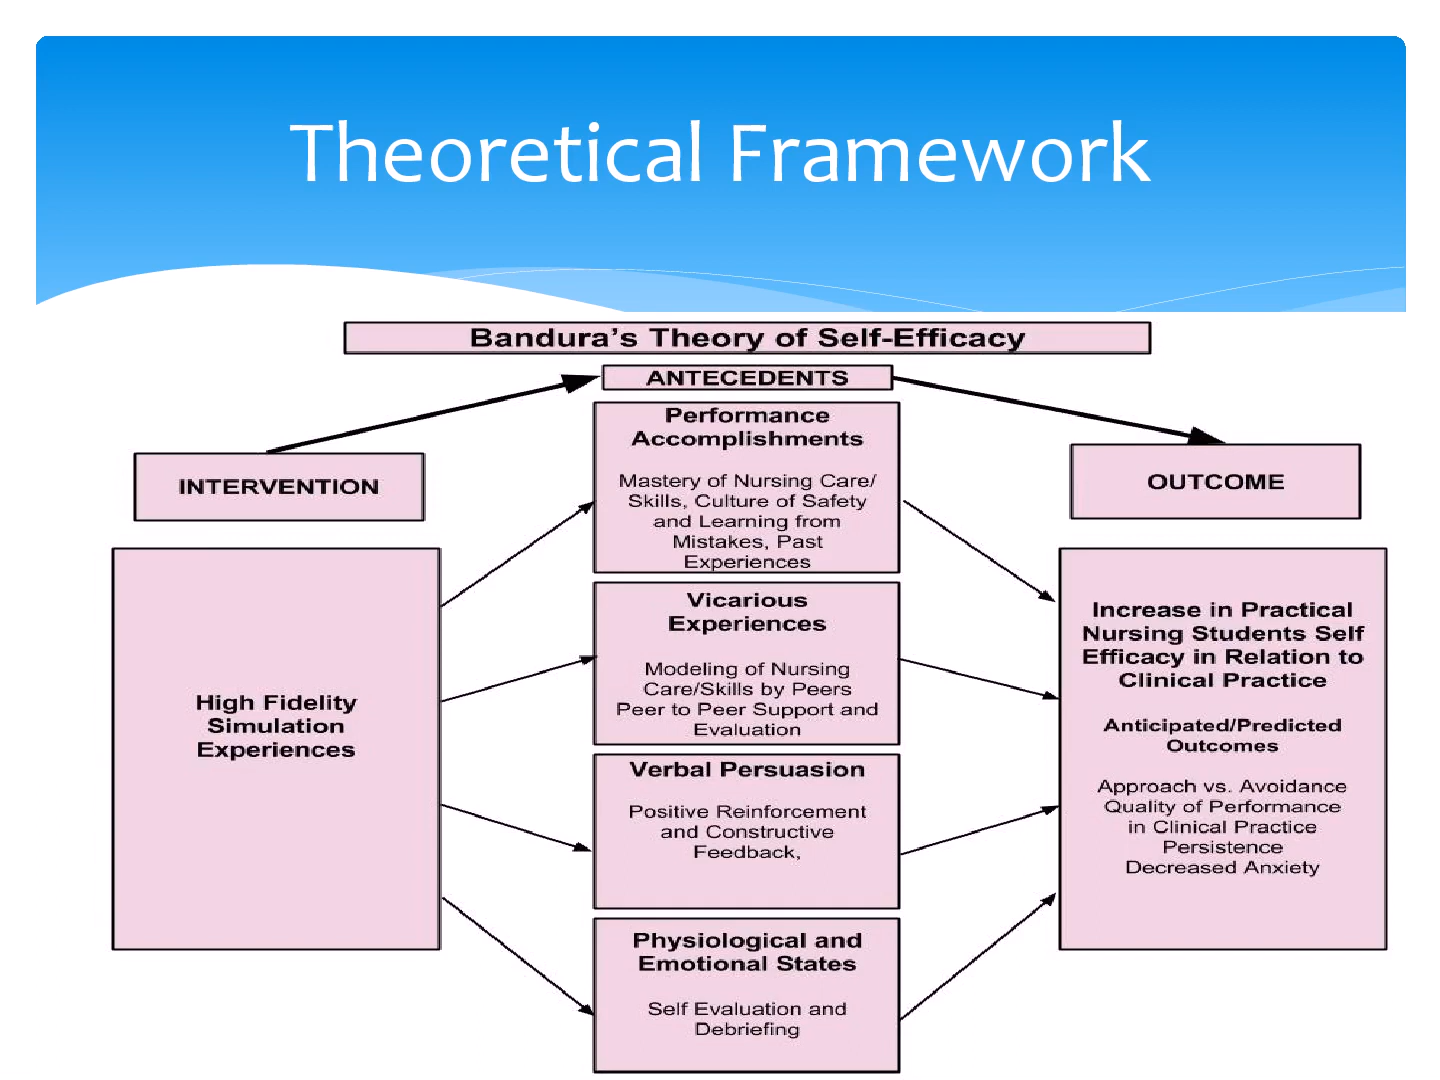 Theoretical Framework
Bandura’s Theory of Self-Efficacy
ANTECEDENTS
INTERVENTION
High Fidelity
Simulation
Experiences
Performance
Accomplishments
Mastery of Nursing Care/
Skills, Culture of Safety
and Learning from
Mistakes, Past
Experiences
Vicarious
Experiences
Modeling of Nursing
Care/Skills by Peers
Peer to Peer Support and
Evaluation
Verbal Persuasion
Positive Reinforcement
and Constructive
Feedback,
Physiological and
Emotional States
Self Evaluation and
Debriefing
OUTCOME
Increase in Practical
Nursing Students Self
Efficacy in Relation to
Clinical Practice
Anticipated/Predicted
Outcomes
Approach vs. Avoidance
Quality of Performance
in Clinical Practice
Persistence
Decreased Anxiety